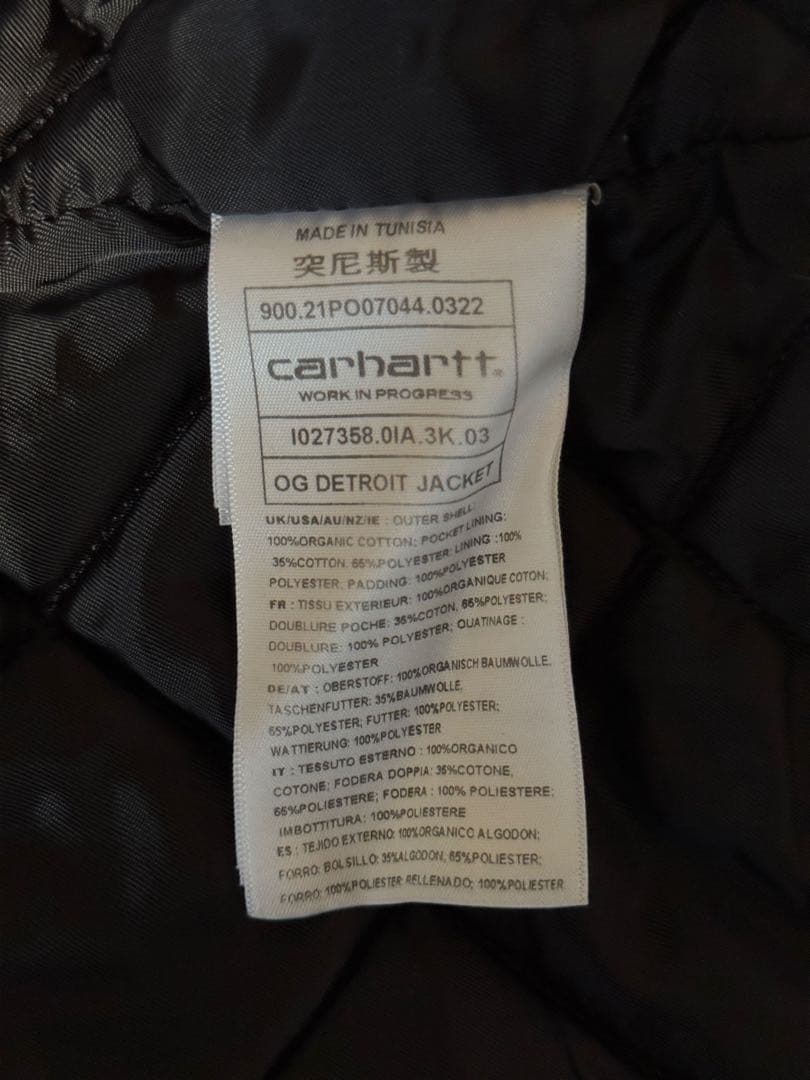 MADE IN TUNISIA
突尼斯製
900.21PO07044.0322
carhartt®
WORK IN PROGRESS
I027358.0IA.3K.03
OG DETROIT JACKET
UK/USA/AU/NZ/IE : OUTER SHELL:
100%ORGANIC COTTON; POCKET LINING:
35%COTTON, 65%POLYESTER; LINING :100%
POLYESTER; PADDING: 100%POLYESTER
FR : TISSU EXTERIEUR: 100%ORGANIQUE COTON;
DOUBLURE POCHE: 35%COTON, 65%POLYESTER;
DOUBLURE: 100% POLYESTER; OUATINAGE :
100%POLYESTER
DE/AT : OBERSTOFF: 100%ORGANISCH BAUMWOLLE,
TASCHENFUTTER: 35%BAUMWOLLE,
65%POLYESTER; FUTTER: 100%POLYESTER;
WATTIERUNG: 100%POLYESTER
IT : TESSUTO ESTERNO : 100%ORGANICO
COTONE; FODERA DOPPIA: 35%COTONE,
65%POLIESTERE; FODERA : 100% POLIESTERE;
IMBOTTITURA: 100%POLIESTERE
ES : TEJIDO EXTERNO: 100%ORGANICO ALGODON;
FORRO: BOLSILLO: 35%ALGODON, 65%POLIESTER;
FORRO: 100%POLIESTER; RELLENADO: 100%POLIESTER